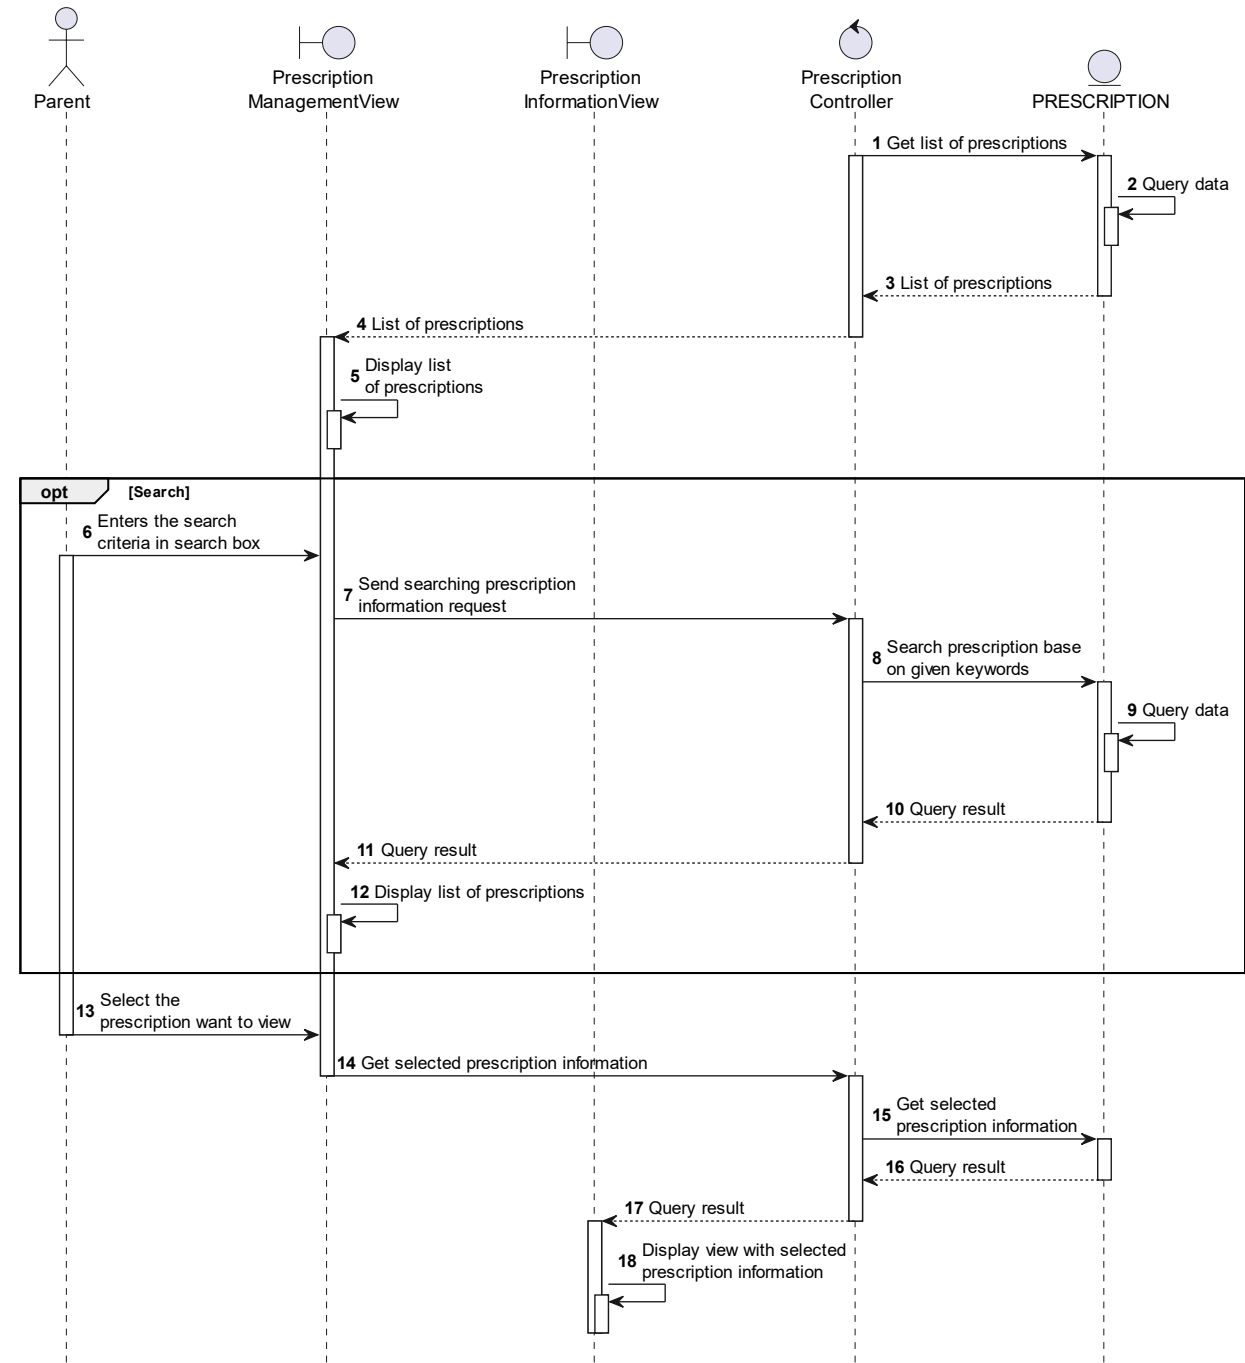 Parent
Prescription
ManagementView
Prescription
InformationView
Prescription
Controller
PRESCRIPTION
1 Get list of prescriptions
2 Query data
3 List of prescriptions
4 List of prescriptions
5 Display list
of prescriptions
opt [Search]
6 Enters the search
criteria in search box
7 Send searching prescription
information request
8 Search prescription base
on given keywords
9 Query data
10 Query result
11 Query result
12 Display list of prescriptions
13 Select the
prescription want to view
14 Get selected prescription information
15 Get selected
prescription information
16 Query result
17 Query result
18 Display view with selected
prescription information